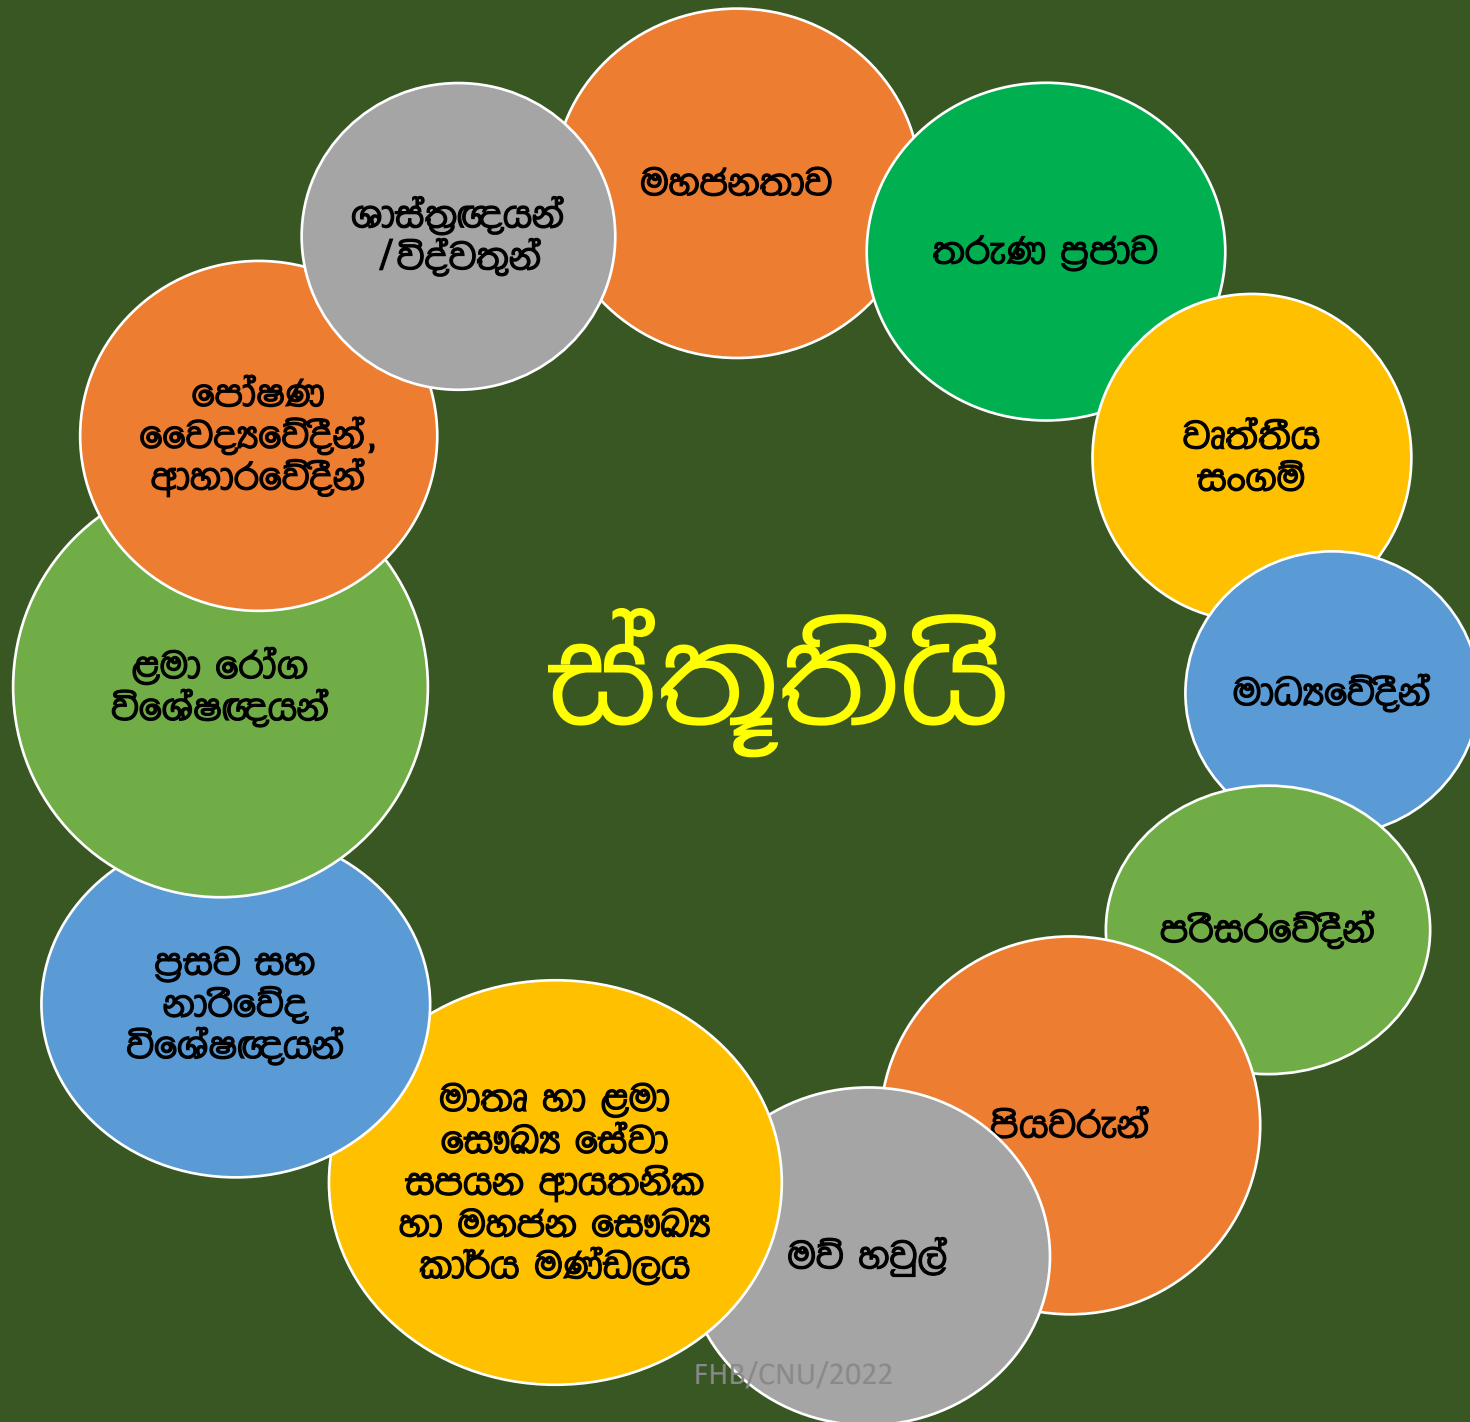 මහජනතාව
තරුණ ප්‍රජාව
වෘත්තීය
සංගම්
මාධ්‍යවේදීන්
පරිසරවේදීන්
පියවරුන්
මව් හවුල්
මාතෘ හා ළමා
සෞඛ්‍ය සේවා
සපයන ආයතනික
හා මහජන සෞඛ්‍ය
කාර්ය මණ්ඩලය
ප්‍රසව සහ
නාරිවේද
විශේෂඥයන්
ළමා රෝග
විශේෂඥයන්
පෝෂණ
වෛද්‍යවේදීන්,
ආහාරවේදීන්
ශාස්ත්‍රඥයන්
/විද්වතුන්
ස්තූතියි
FHB/CNU/2022